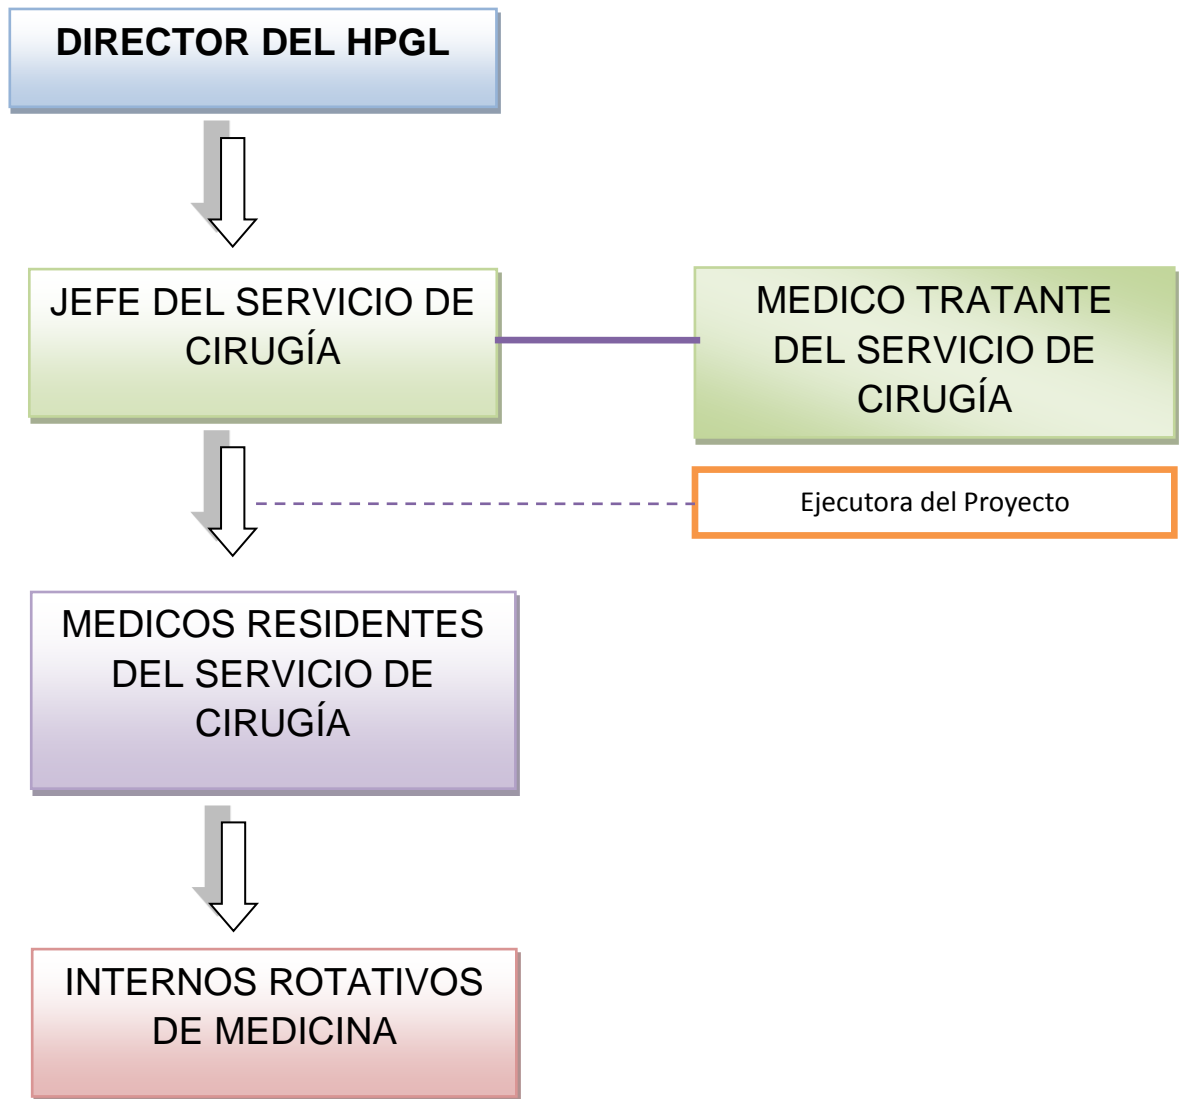 DIRECTOR DEL HPGL
JEFE DEL SERVICIO DE
CIRUGÍA
MEDICO TRATANTE
DEL SERVICIO DE
CIRUGÍA
Ejecutora del Proyecto
MEDICOS RESIDENTES
DEL SERVICIO DE
CIRUGÍA
INTERNOS ROTATIVOS
DE MEDICINA